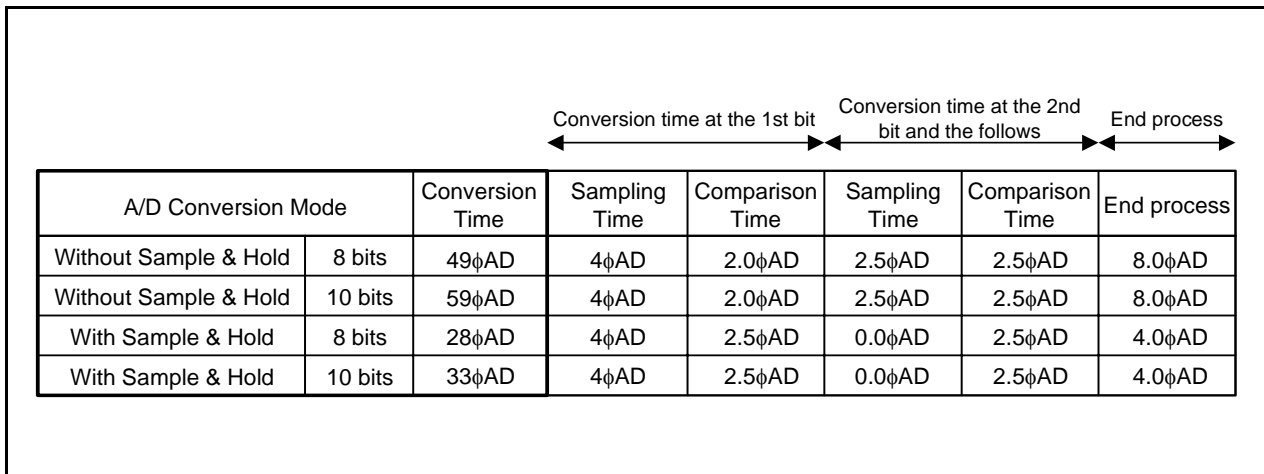 Conversion time at the 1st bit
Conversion time at the 2nd
bit and the follows
End process
A/D Conversion Mode
Conversion
Time
Sampling
Time
Comparison
Time
Sampling
Time
Comparison
Time
End process
Without Sample & Hold 8 bits 49ϕAD 4ϕAD 2.0ϕAD 2.5ϕAD 2.5ϕAD 8.0ϕAD
Without Sample & Hold 10 bits 59ϕAD 4ϕAD 2.0ϕAD 2.5ϕAD 2.5ϕAD 8.0ϕAD
With Sample & Hold 8 bits 28ϕAD 4ϕAD 2.5ϕAD 0.0ϕAD 2.5ϕAD 4.0ϕAD
With Sample & Hold 10 bits 33ϕAD 4ϕAD 2.5ϕAD 0.0ϕAD 2.5ϕAD 4.0ϕAD